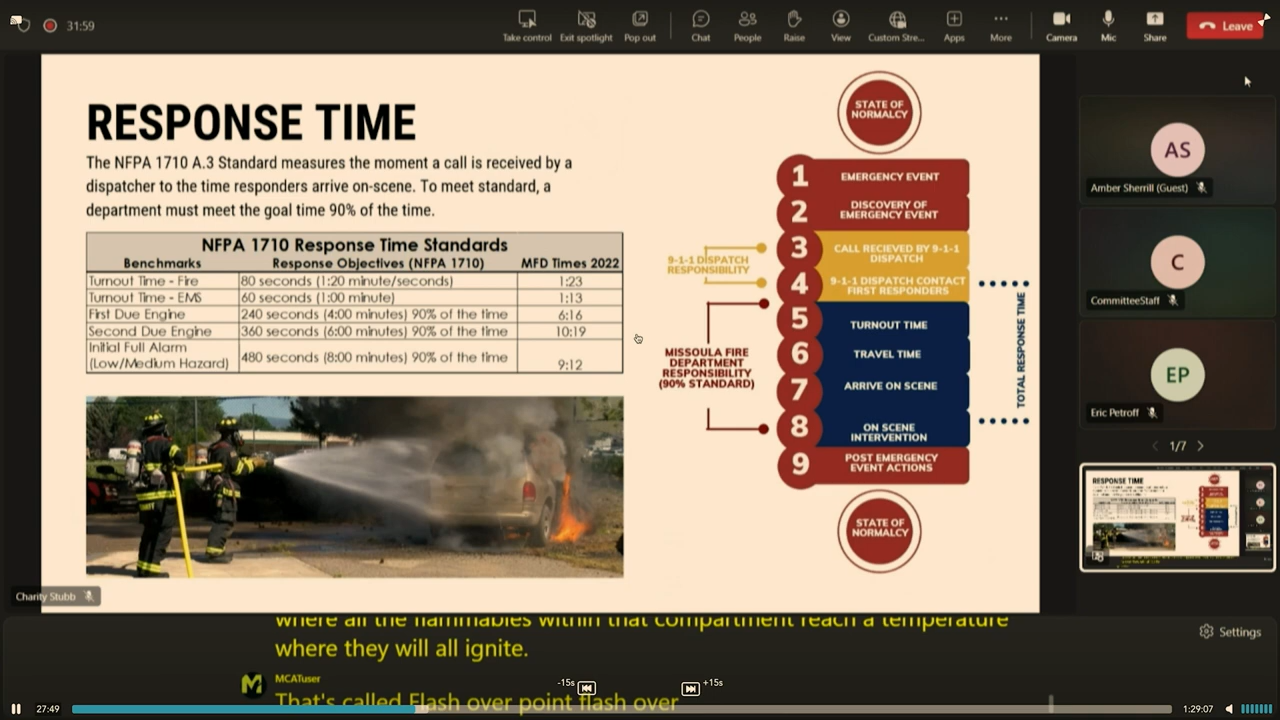 31:59
Take control
Exit spotlight
Pop out
Chat
People
Raise
View
Custom Stre...
Apps
More
Camera
Mic
Share
Leave
RESPONSE TIME
The NFPA 1710 A.3 Standard measures the moment a call is received by a
dispatcher to the time responders arrive on-scene. To meet standard, a
department must meet the goal time 90% of the time.
NFPA 1710 Response Time Standards
Benchmarks Response Objectives (NFPA 1710) MFD Times 2022
Turnout Time - Fire 80 seconds (1:20 minute/seconds) 1:23
Turnout Time - EMS 60 seconds (1:00 minute) 1:13
First Due Engine 240 seconds (4:00 minutes) 90% of the time 6:16
Second Due Engine 360 seconds (6:00 minutes) 90% of the time 10:19
Initial Full Alarm
(Low/Medium Hazard) 480 seconds (8:00 minutes) 90% of the time 9:12
STATE OF
NORMALCY
1 EMERGENCY EVENT
2 DISCOVERY OF
EMERGENCY EVENT
3 CALL RECIEVED BY 9-1-1
DISPATCH
4 9-1-1 DISPATCH CONTACT
FIRST RESPONDERS
5 TURNOUT TIME
6 TRAVEL TIME
7 ARRIVE ON SCENE
8 ON SCENE
INTERVENTION
9 POST EMERGENCY
EVENT ACTIONS
STATE OF
NORMALCY
9-1-1 DISPATCH
RESPONSIBILITY
MISSOULA FIRE
DEPARTMENT
RESPONSIBILITY
(90% STANDARD)
TOTAL RESPONSE TIME
AS
Amber Sherrill (Guest)
C
CommitteeStaff
EP
Eric Petroff
1/7
RESPONSE TIME
Charity Stubb
where all the flammables within that compartment reach a temperature
where they will all ignite.
MCATuser
That's called Flash over point flash over
Settings
-15s
+15s
27:49
1:29:07